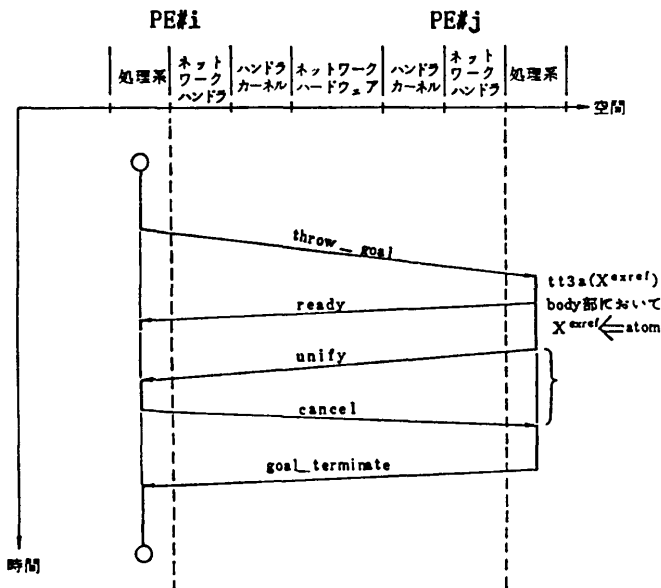 PE#i
PE#j
処理系
ネット
ワーク
ハンドラ
ハンドラ
カーネル
ネットワーク
ハードウェア
ハンドラ
カーネル
ネット
ワーク
ハンドラ
処理系
空間
throw_goal
tt3a(X^exref)
ready
body部において
X^exref⇐atom
unify
cancel
goal_terminate
時間